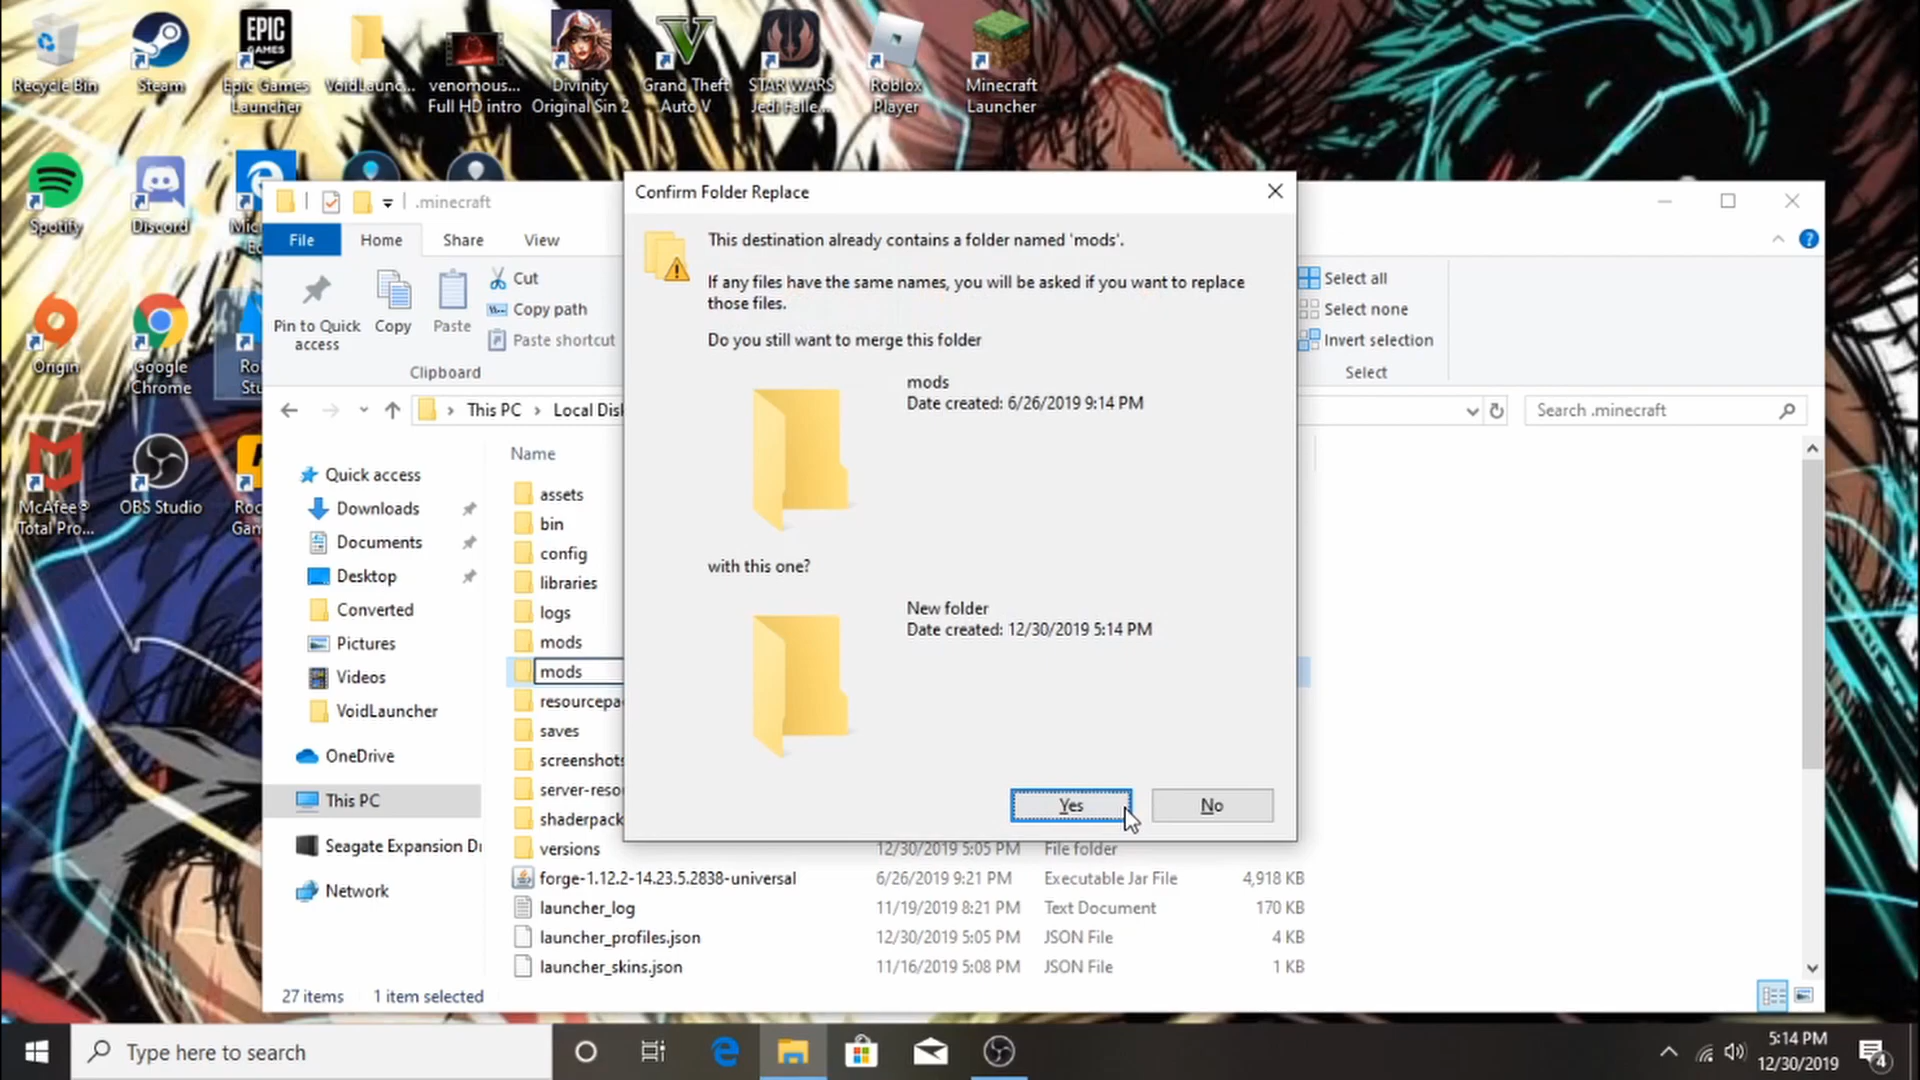 Recycle Bin
Steam
Epic Games
Launcher
VoidLaunc...
venomous...
Full HD intro
Divinity
Original Sin 2
Grand Theft
Auto V
STAR WARS
Jedi Falle...
Roblox
Player
Minecraft
Launcher
EPIC
GAMES
Spotify
Discord
Origin
Google
Chrome
McAfee®
Total Pro...
OBS Studio
.minecraft
File
Home
Share
View
Pin to Quick
access
Copy
Paste
Cut
Copy path
Paste shortcut
Clipboard
Select all
Select none
Invert selection
Select
This PC
Search .minecraft
Quick access
Downloads
Documents
Desktop
Converted
Pictures
Videos
VoidLauncher
OneDrive
This PC
Seagate Expansion Dr
Network
Name
assets
bin
config
libraries
logs
mods
mods
saves
screenshots
versions 12/30/2019 5:05 PM File folder
forge-1.12.2-14.23.5.2838-universal 6/26/2019 9:21 PM Executable Jar File 4,918 KB
launcher_log 11/19/2019 8:21 PM Text Document 170 KB
launcher_profiles.json 12/30/2019 5:05 PM JSON File 4 KB
launcher_skins.json 11/16/2019 5:08 PM JSON File 1 KB
27 items 1 item selected
Confirm Folder Replace
This destination already contains a folder named 'mods'.
If any files have the same names, you will be asked if you want to replace
those files.
Do you still want to merge this folder
mods
Date created: 6/26/2019 9:14 PM
with this one?
New folder
Date created: 12/30/2019 5:14 PM
Yes
No
Type here to search
5:14 PM
12/30/2019
4